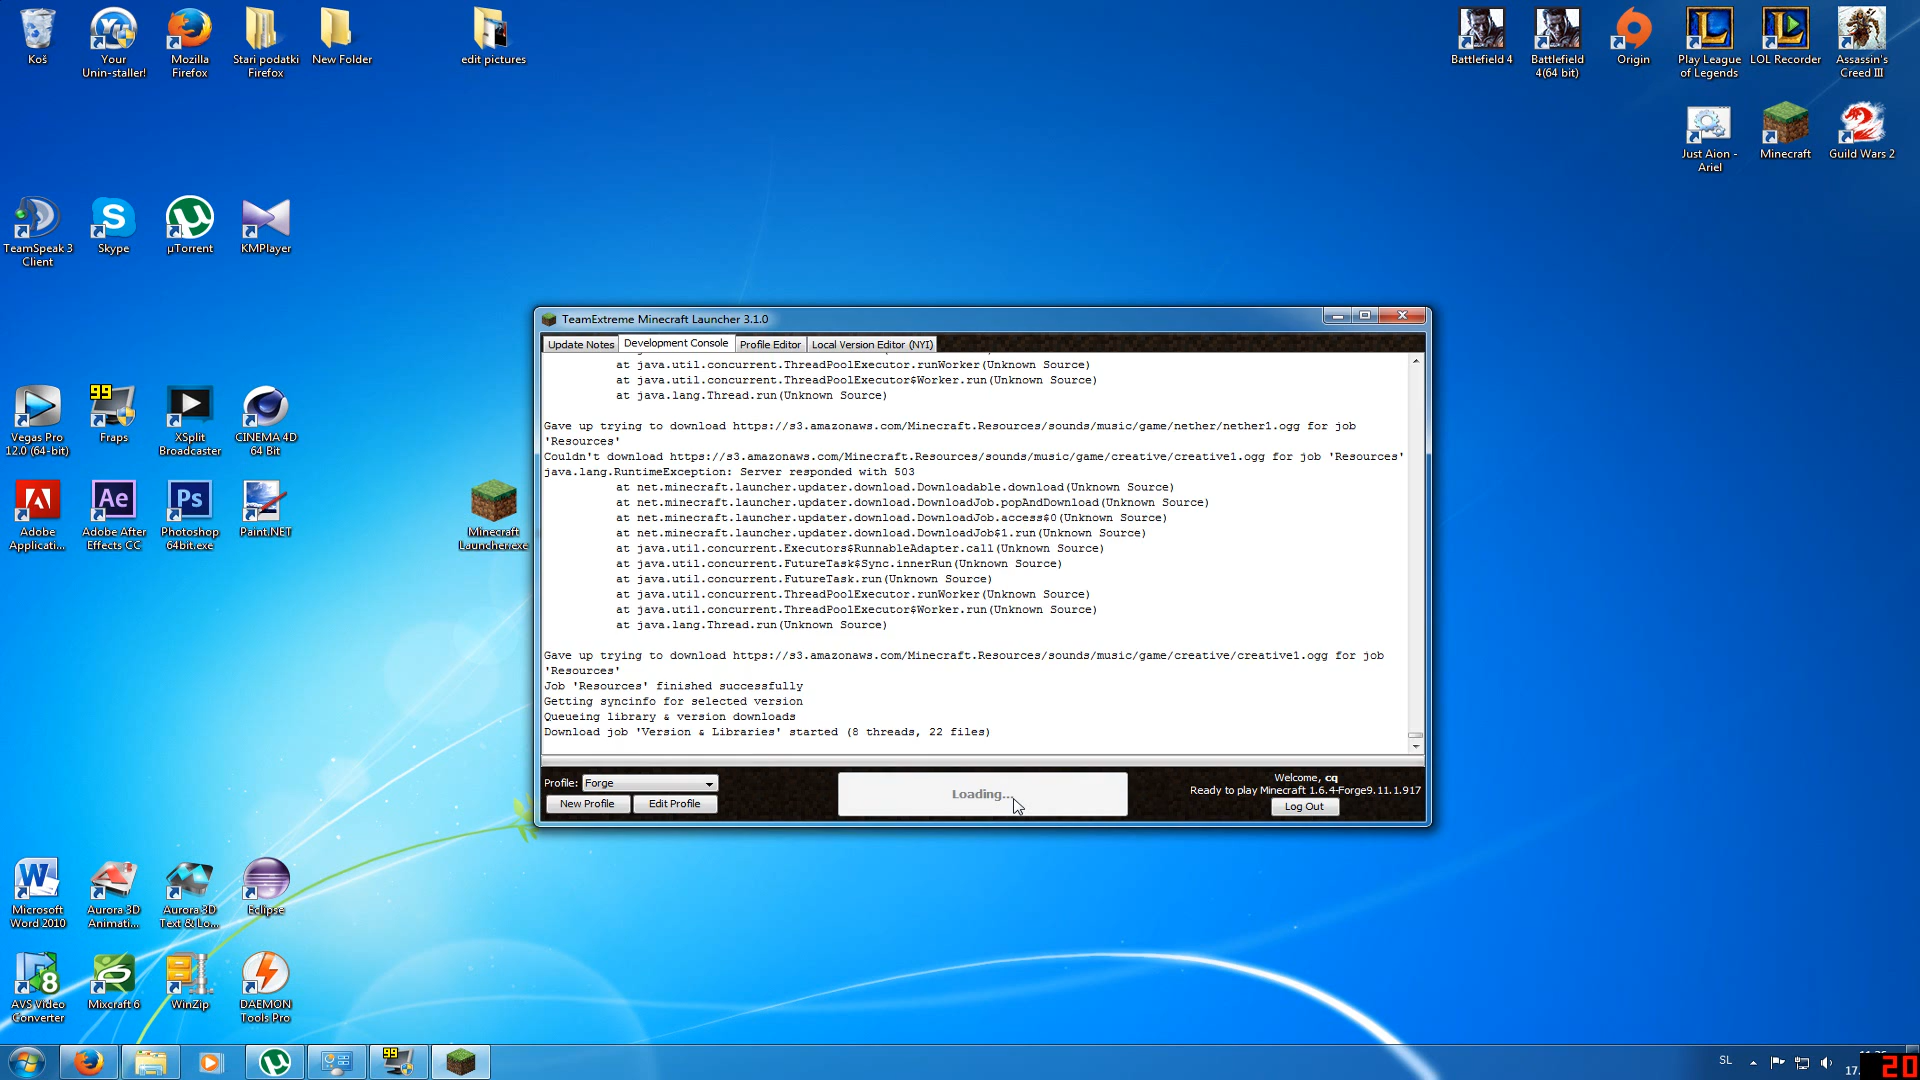 Koš
Your
Unin-staller!
Mozilla
Firefox
Stari podatki
Firefox
New Folder
edit pictures
Battlefield 4
Battlefield
4(64 bit)
Origin
Play League
of Legends
LOL Recorder
Assassin's
Creed III
Just Aion -
Ariel
Minecraft
Guild Wars 2
TeamSpeak 3
Client
Skype
µTorrent
KMPlayer
Vegas Pro
12.0 (64-bit)
99
Fraps
XSplit
Broadcaster
CINEMA 4D
64 Bit
Adobe
Applicati...
Ae
Adobe After
Effects CC
Ps
Photoshop
64bit.exe
Paint.NET
Minecraft
Launcher.exe
TeamExtreme Minecraft Launcher 3.1.0
Update Notes
Development Console
Profile Editor
Local Version Editor (NYI)
at java.util.concurrent.ThreadPoolExecutor.runWorker(Unknown Source)
at java.util.concurrent.ThreadPoolExecutor$Worker.run(Unknown Source)
at java.lang.Thread.run(Unknown Source)
Gave up trying to download https://s3.amazonaws.com/Minecraft.Resources/sounds/music/game/nether/nether1.ogg for job
'Resources'
Couldn't download https://s3.amazonaws.com/Minecraft.Resources/sounds/music/game/creative/creative1.ogg for job 'Resources'
java.lang.RuntimeException: Server responded with 503
at net.minecraft.launcher.updater.download.Downloadable.download(Unknown Source)
at net.minecraft.launcher.updater.download.DownloadJob.popAndDownload(Unknown Source)
at net.minecraft.launcher.updater.download.DownloadJob.access$0(Unknown Source)
at net.minecraft.launcher.updater.download.DownloadJob$1.run(Unknown Source)
at java.util.concurrent.Executors$RunnableAdapter.call(Unknown Source)
at java.util.concurrent.FutureTask$Sync.innerRun(Unknown Source)
at java.util.concurrent.FutureTask.run(Unknown Source)
at java.util.concurrent.ThreadPoolExecutor.runWorker(Unknown Source)
at java.util.concurrent.ThreadPoolExecutor$Worker.run(Unknown Source)
at java.lang.Thread.run(Unknown Source)
Gave up trying to download https://s3.amazonaws.com/Minecraft.Resources/sounds/music/game/creative/creative1.ogg for job
'Resources'
Job 'Resources' finished successfully
Getting syncinfo for selected version
Queueing library & version downloads
Download job 'Version & Libraries' started (8 threads, 22 files)
Profile: Forge
New Profile
Edit Profile
Loading...
Welcome, cq
Ready to play Minecraft 1.6.4-Forge9.11.1.917
Log Out
Microsoft
Word 2010
Aurora 3D
Animati...
Aurora 3D
Text & Lo...
Eclipse
AVS Video
Converter
Mixcraft 6
WinZip
DAEMON
Tools Pro
99
SL
17.
20